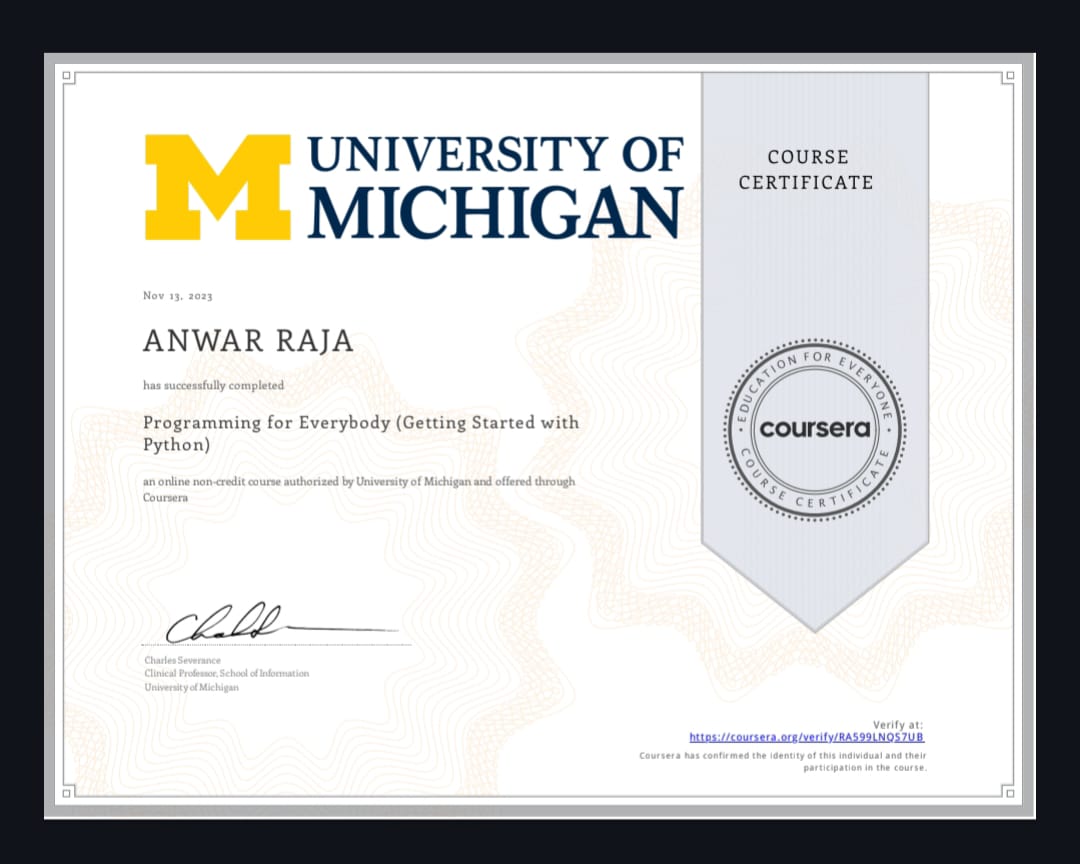 UNIVERSITY OF
MICHIGAN
COURSE
CERTIFICATE
Nov 13, 2023
ANWAR RAJA
has successfully completed
Programming for Everybody (Getting Started with
Python)
an online non-credit course authorized by University of Michigan and offered through
Coursera
EDUCATION FOR EVERYONE
coursera
COURSE CERTIFICATE
Charles Severance
Clinical Professor, School of Information
University of Michigan
Verify at:
https://coursera.org/verify/RA599LNQS7UB
Coursera has confirmed the identity of this individual and their
participation in the course.